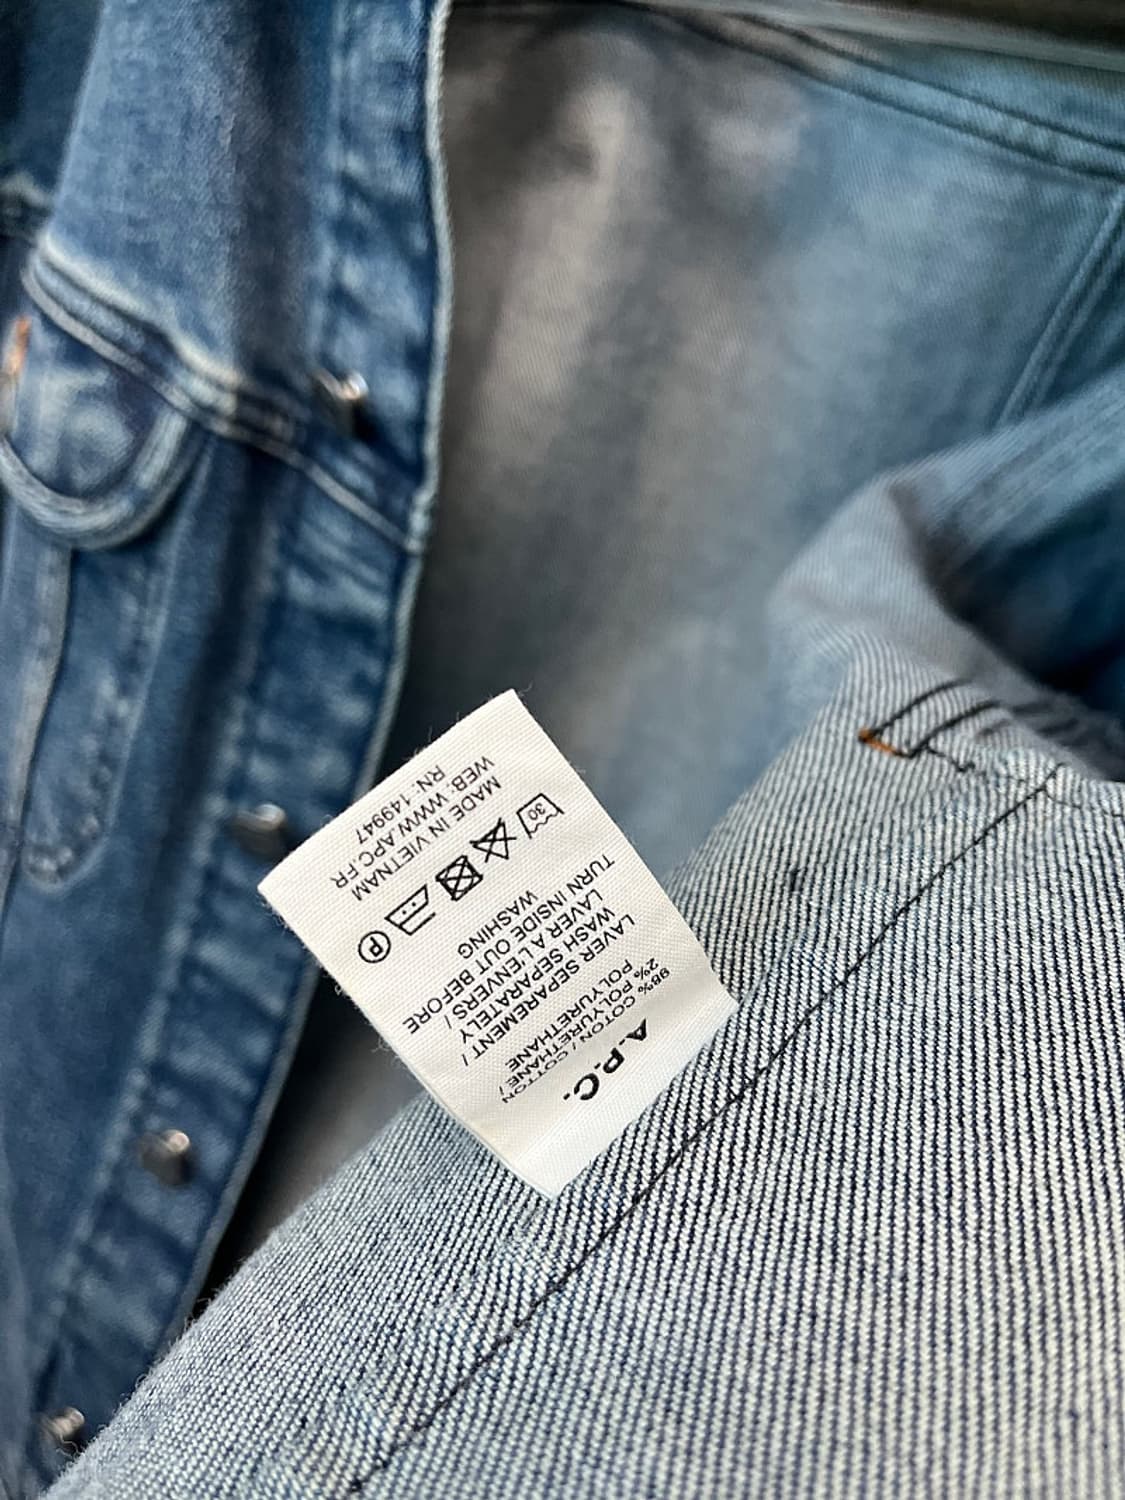 A.P.C.
98% COTON / COTTON
2% POLYURETHANE /
POLYURETHANE
LAVER SEPAREMENT /
WASH SEPARATELY
LAVER A L'ENVERS /
TURN INSIDE OUT BEFORE
WASHING
30 P
MADE IN VIETNAM
WEB: WWW.APC.FR
RN: 149947